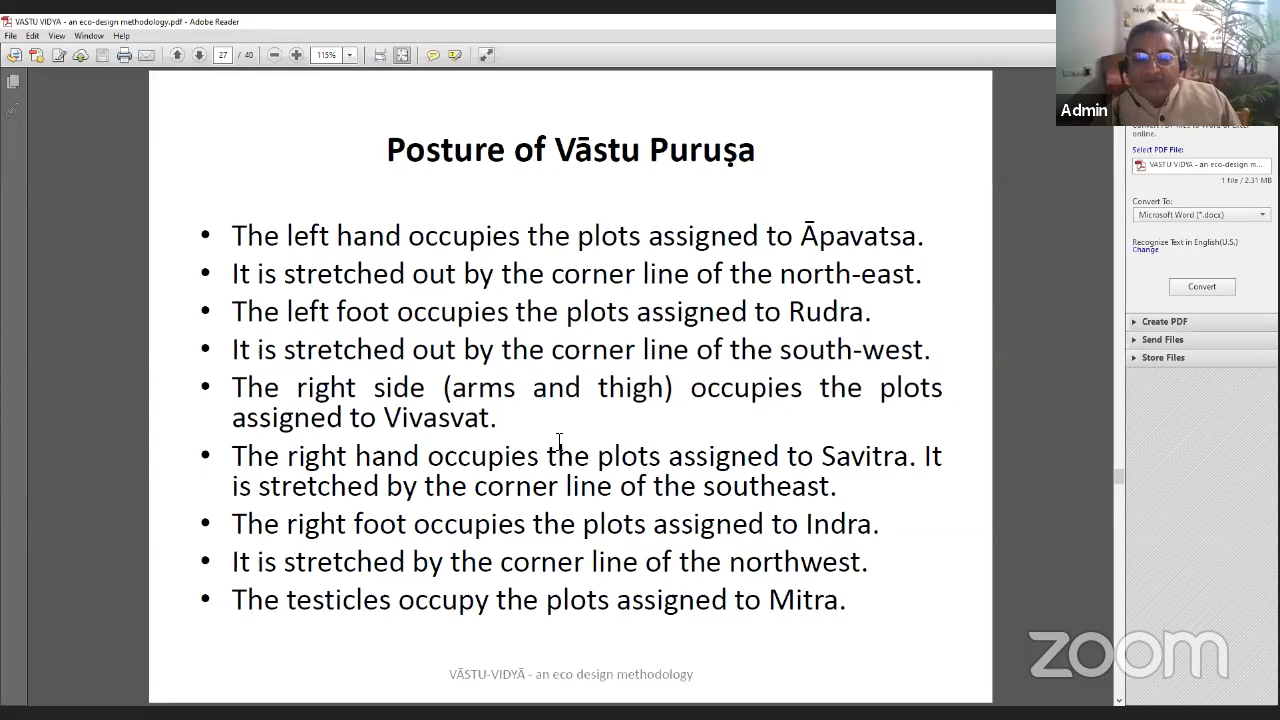 VASTU VIDYA - an eco-design methodology.pdf - Adobe Reader
File Edit View Window Help
27 / 40
115%
Admin
Posture of Vāstu Puruṣa
• The left hand occupies the plots assigned to Āpavatsa.
• It is stretched out by the corner line of the north-east.
• The left foot occupies the plots assigned to Rudra.
• It is stretched out by the corner line of the south-west.
• The right side (arms and thigh) occupies the plots
assigned to Vivasvat.
• The right hand occupies the plots assigned to Savitra. It
is stretched by the corner line of the southeast.
• The right foot occupies the plots assigned to Indra.
• It is stretched by the corner line of the northwest.
• The testicles occupy the plots assigned to Mitra.
VĀSTU-VIDYĀ - an eco design methodology
online.
Select PDF File:
VASTU VIDYA - an eco-design m...
1 file / 2.31 MB
Convert To:
Microsoft Word (*.docx)
Recognize Text in English(U.S.)
Change
Convert
Create PDF
Send Files
Store Files
zoom